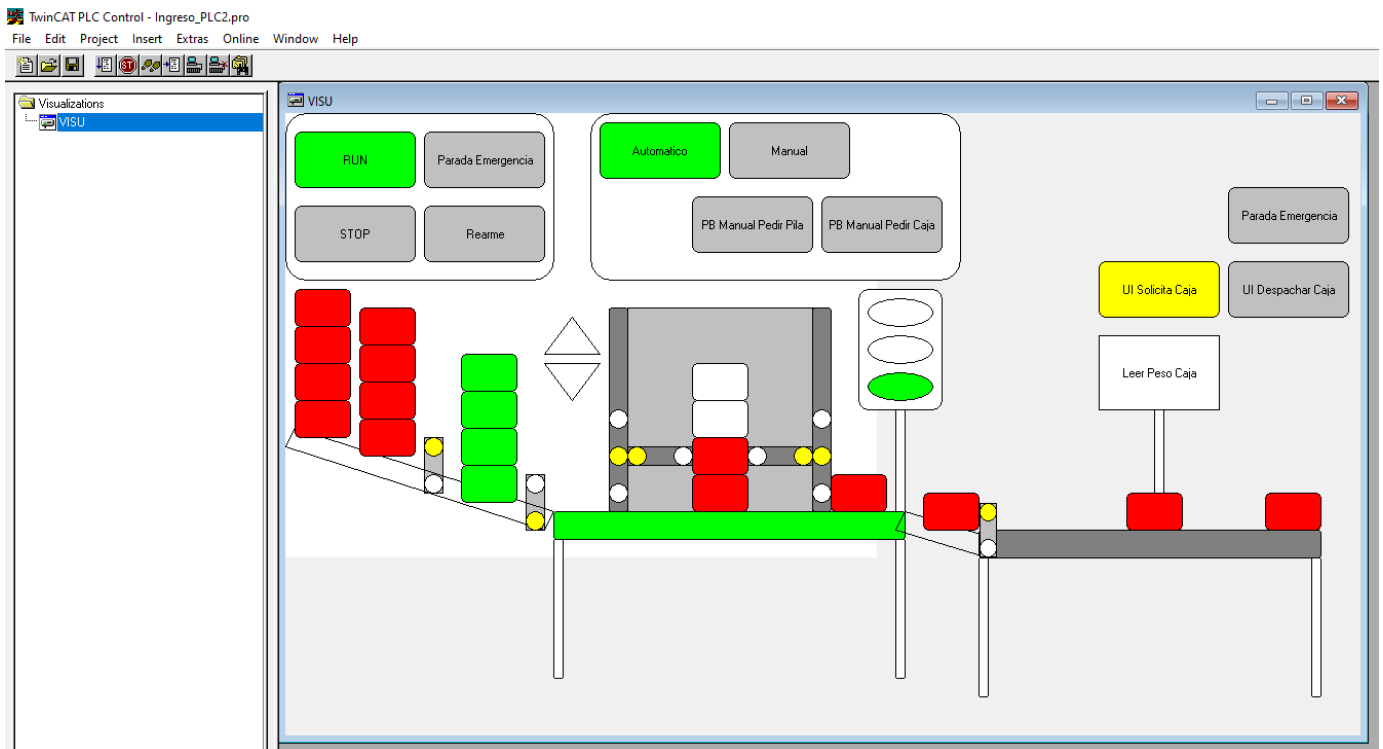 TwinCAT PLC Control - Ingreso_PLC2.pro
File Edit Project Insert Extras Online Window Help
Visualizations
VISU
VISU
RUN
Parada Emergencia
STOP
Rearme
Automatico
Manual
PB Manual Pedir Pila
PB Manual Pedir Caja
Parada Emergencia
UI Solicita Caja
UI Despachar Caja
Leer Peso Caja